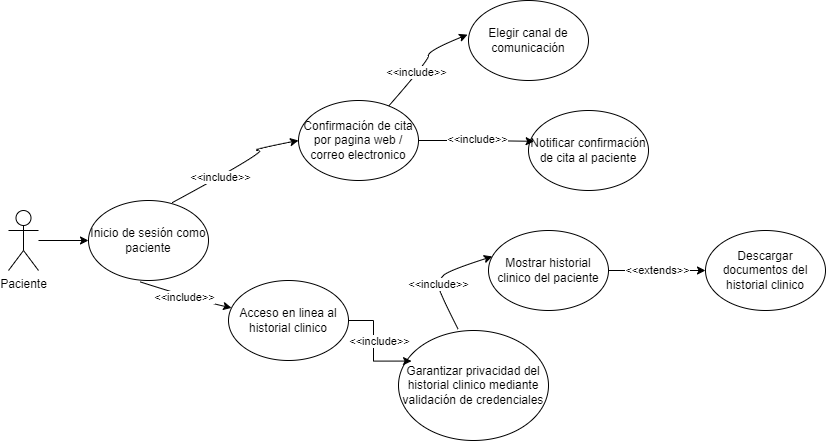 Elegir canal de
comunicación
<<include>>
Confirmación de cita
por pagina web /
correo electronico
<<include>>
Notificar confirmación
de cita al paciente
<<include>>
Inicio de sesión como
paciente
Paciente
<<include>>
Acceso en linea al
historial clinico
<<include>>
Garantizar privacidad del
historial clinico mediante
validación de credenciales
<<include>>
Mostrar historial
clinico del paciente
<<extends>>
Descargar
documentos del
historial clinico